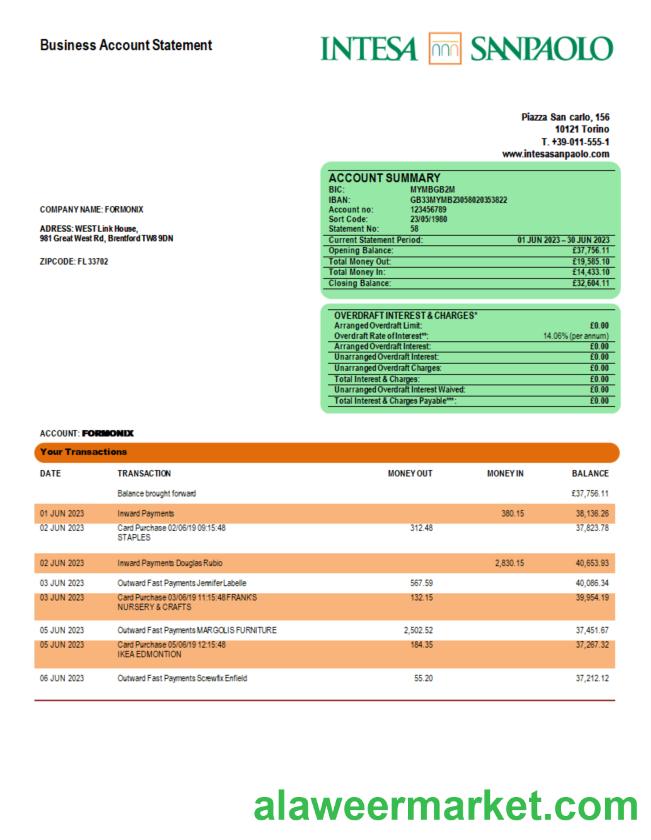 Business Account Statement
INTESA SANPAOLO
Piazza San carlo, 156
10121 Torino
T. +39-011-555-1
www.intesasanpaolo.com
ACCOUNT SUMMARY
BIC: MYMBGB2M
IBAN: GB33MYMB23058020353822
Account no: 123456789
Sort Code: 23/05/1980
Statement No: 58
Current Statement Period: 01 JUN 2023 – 30 JUN 2023
Opening Balance: £37,756.11
Total Money Out: £19,585.10
Total Money In: £14,433.10
Closing Balance: £32,604.11
COMPANY NAME: FORMONIX
ADRESS: WEST Link House,
981 Great West Rd, Brentford TW8 9DN
ZIPCODE: FL 33702
OVERDRAFT INTEREST & CHARGES*
Arranged Overdraft Limit: £0.00
Overdraft Rate of Interest**: 14.06% (per annum)
Arranged Overdraft Interest: £0.00
Unarranged Overdraft Interest: £0.00
Unarranged Overdraft Charges: £0.00
Total Interest & Charges: £0.00
Unarranged Overdraft Interest Waived: £0.00
Total Interest & Charges Payable***: £0.00
ACCOUNT: FORMONIX
Your Transactions
DATE TRANSACTION MONEY OUT MONEY IN BALANCE
Balance brought forward £37,756.11
01 JUN 2023 Inward Payments 380.15 38,136.26
02 JUN 2023 Card Purchase 02/06/19 09:15:48 312.48 37,823.78
STAPLES
02 JUN 2023 Inward Payments Douglas Rubio 2,830.15 40,653.93
03 JUN 2023 Outward Fast Payments Jennifer Labelle 567.59 40,086.34
03 JUN 2023 Card Purchase 03/06/19 11:15:48 FRANK'S 132.15 39,954.19
NURSERY & CRAFTS
05 JUN 2023 Outward Fast Payments MARGOLIS FURNITURE 2,502.52 37,451.67
05 JUN 2023 Card Purchase 05/06/19 12:15:48 184.35 37,267.32
IKEA EDMONTION
06 JUN 2023 Outward Fast Payments Screwfix Enfield 55.20 37,212.12
alaweermarket.com